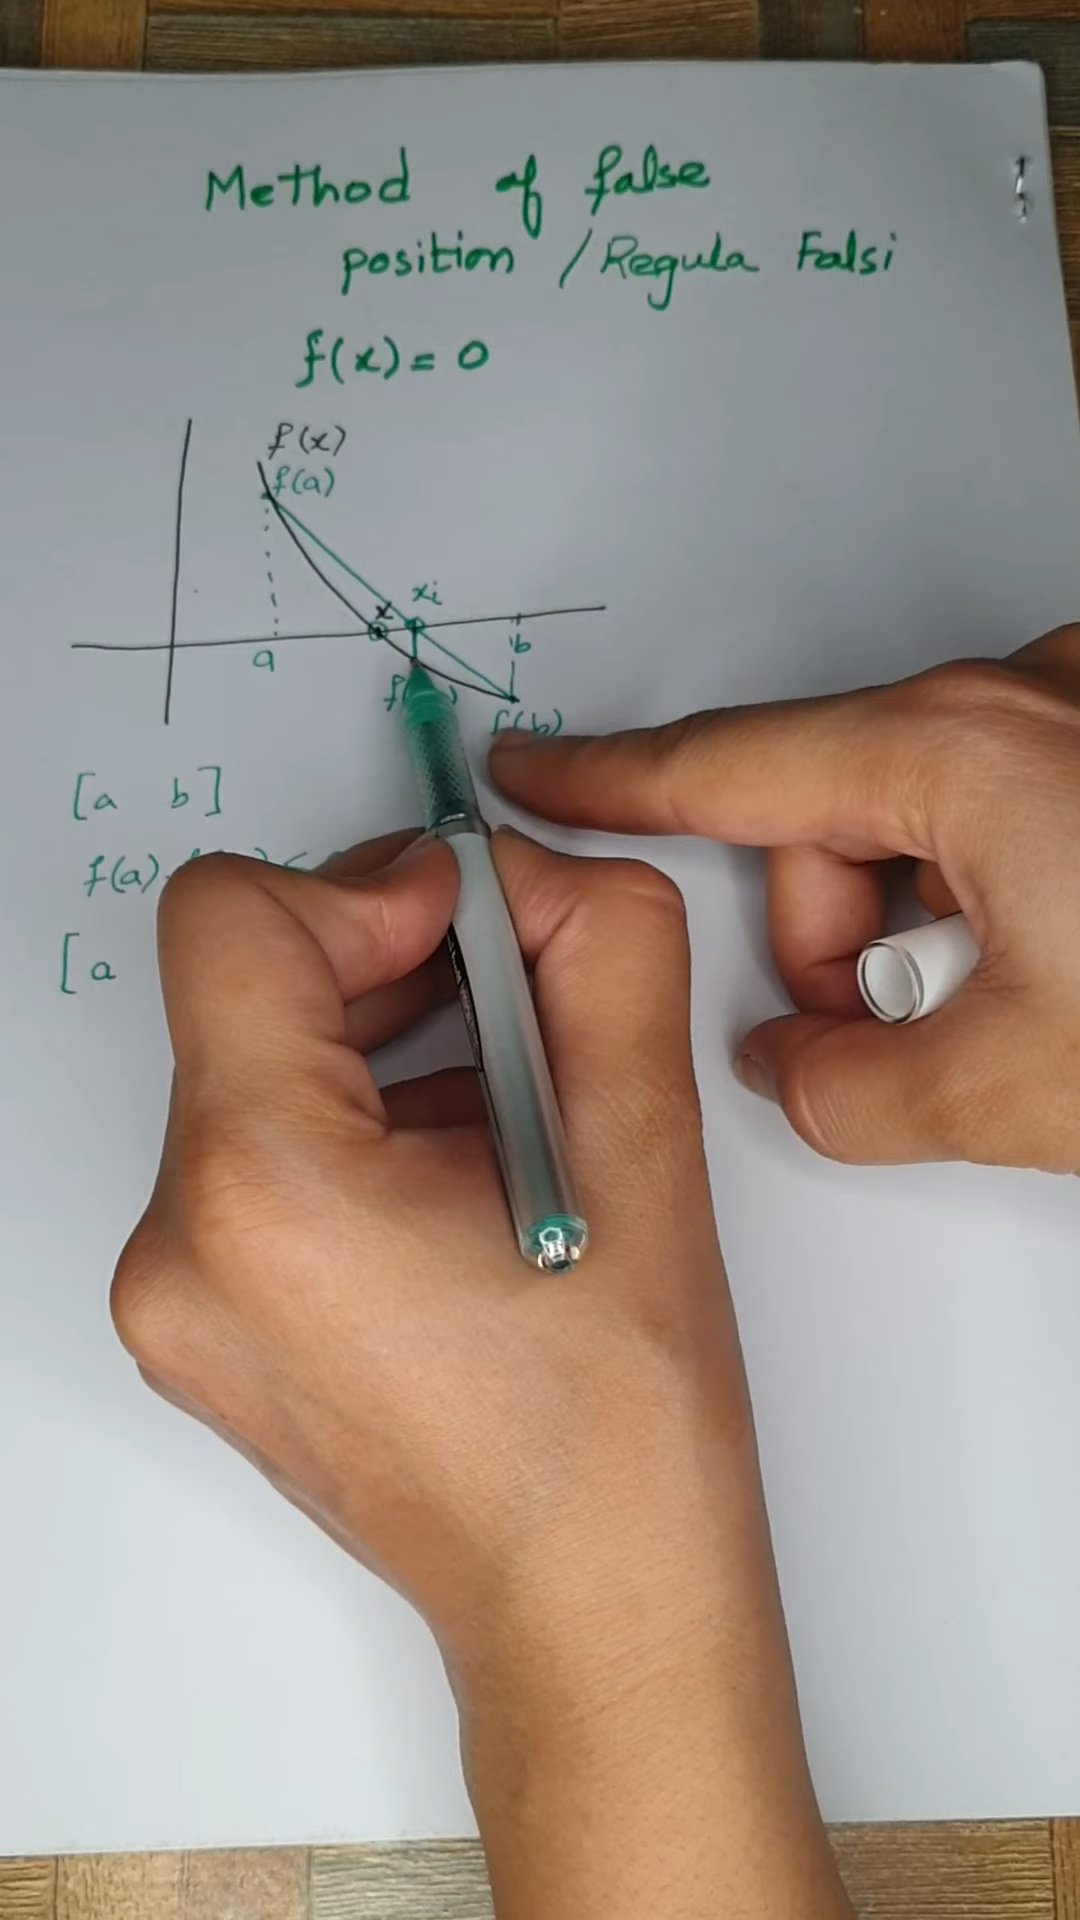 Method of false
position / Regula Falsi
f(x) = 0
f(x)
f(a)
x xi
a b
f(b)
[a b]
f(a).
[a